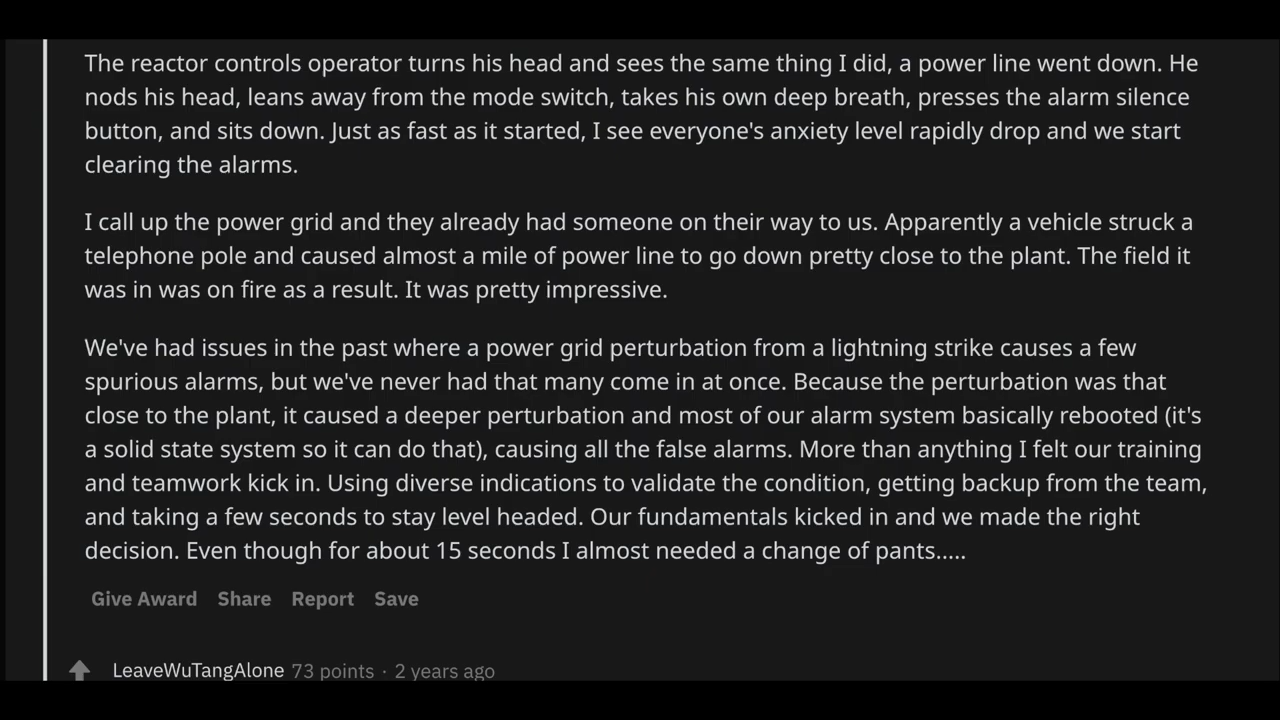 The reactor controls operator turns his head and sees the same thing I did, a power line went down. He
nods his head, leans away from the mode switch, takes his own deep breath, presses the alarm silence
button, and sits down. Just as fast as it started, I see everyone's anxiety level rapidly drop and we start
clearing the alarms.
I call up the power grid and they already had someone on their way to us. Apparently a vehicle struck a
telephone pole and caused almost a mile of power line to go down pretty close to the plant. The field it
was in was on fire as a result. It was pretty impressive.
We've had issues in the past where a power grid perturbation from a lightning strike causes a few
spurious alarms, but we've never had that many come in at once. Because the perturbation was that
close to the plant, it caused a deeper perturbation and most of our alarm system basically rebooted (it's
a solid state system so it can do that), causing all the false alarms. More than anything I felt our training
and teamwork kick in. Using diverse indications to validate the condition, getting backup from the team,
and taking a few seconds to stay level headed. Our fundamentals kicked in and we made the right
decision. Even though for about 15 seconds I almost needed a change of pants.....
Give Award Share Report Save
LeaveWuTangAlone 73 points · 2 years ago